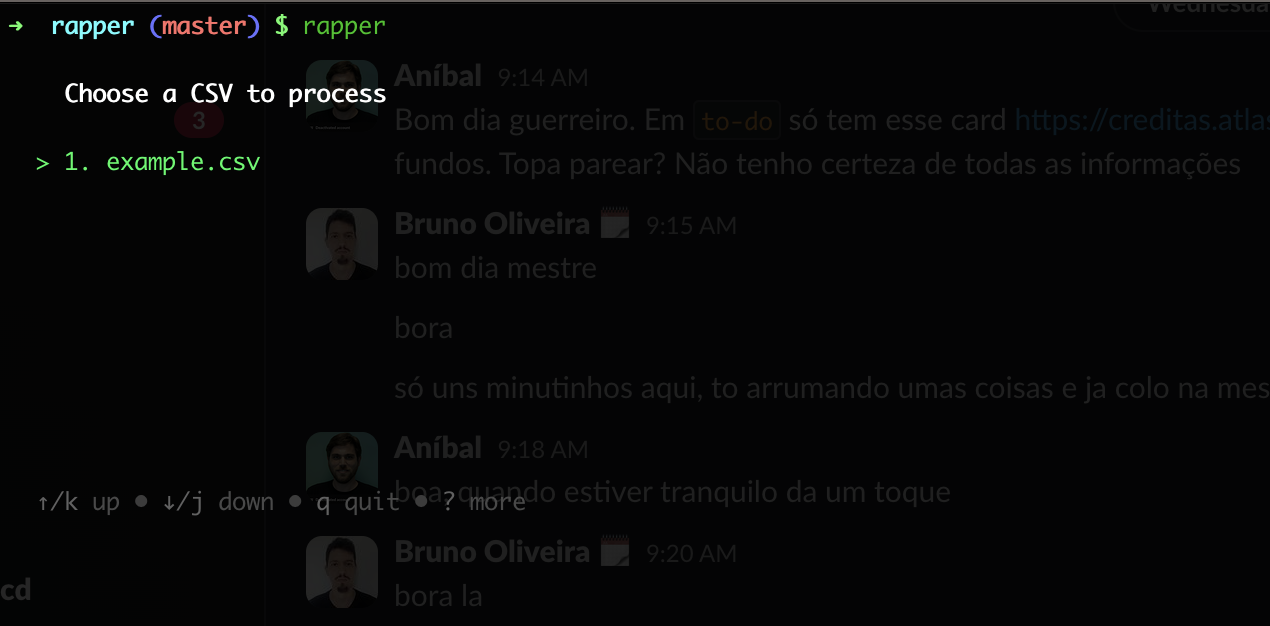 → rapper (master) $ rapper
Choose a CSV to process
> 1. example.csv
↑/k up • ↓/j down • q quit • ? more
Wednesda
3
Aníbal 9:14 AM
Bom dia guerreiro. Em to-do só tem esse card https://creditas.atlas
fundos. Topa parear? Não tenho certeza de todas as informações
Bruno Oliveira 9:15 AM
bom dia mestre
bora
só uns minutinhos aqui, to arrumando umas coisas e ja colo na mes
Aníbal 9:18 AM
boa, quando estiver tranquilo da um toque
Bruno Oliveira 9:20 AM
bora la
cd